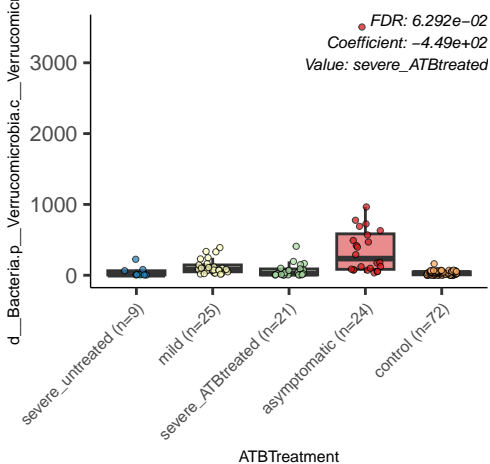 FDR: 6.292e−02
Coefficient: −4.49e+02
Value: severe_ATBtreated
d__Bacteria.p__Verrucomicrobia.c__Verrucomicr
3000
2000
1000
0
severe_untreated (n=9)
mild (n=25)
severe_ATBtreated (n=21)
asymptomatic (n=24)
control (n=72)
ATBTreatment